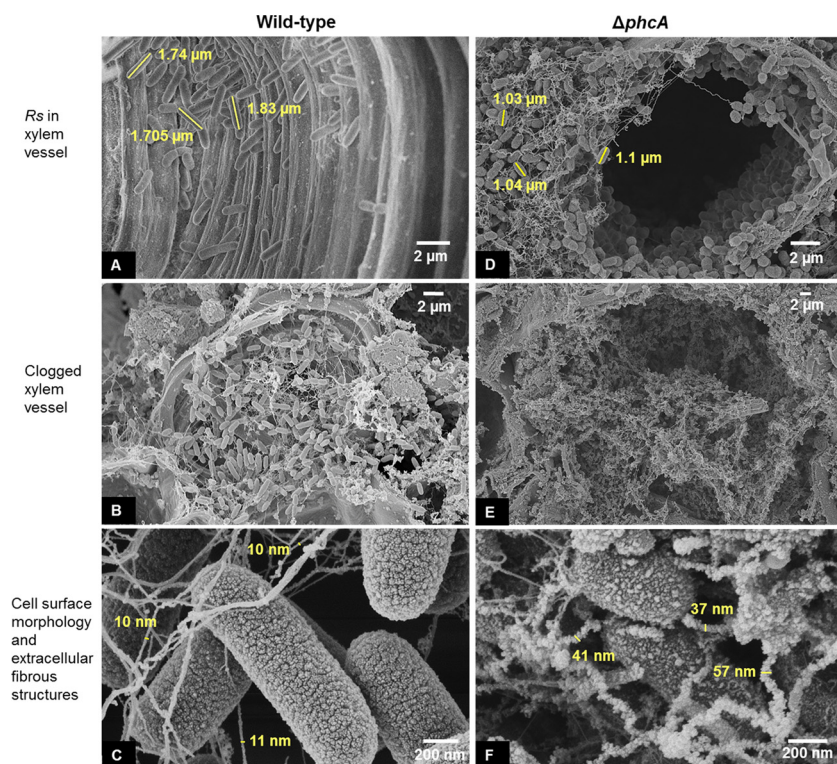 Wild-type
ΔphcA
Rs in
xylem
vessel
1.74 µm
1.83 µm
1.705 µm
2 µm
A
1.03 µm
1.1 µm
1.04 µm
2 µm
D
Clogged
xylem
vessel
2 µm
B
2 µm
E
Cell surface
morphology
and
extracellular
fibrous
structures
10 nm
10 nm
11 nm
200 nm
C
37 nm
41 nm
57 nm
200 nm
F